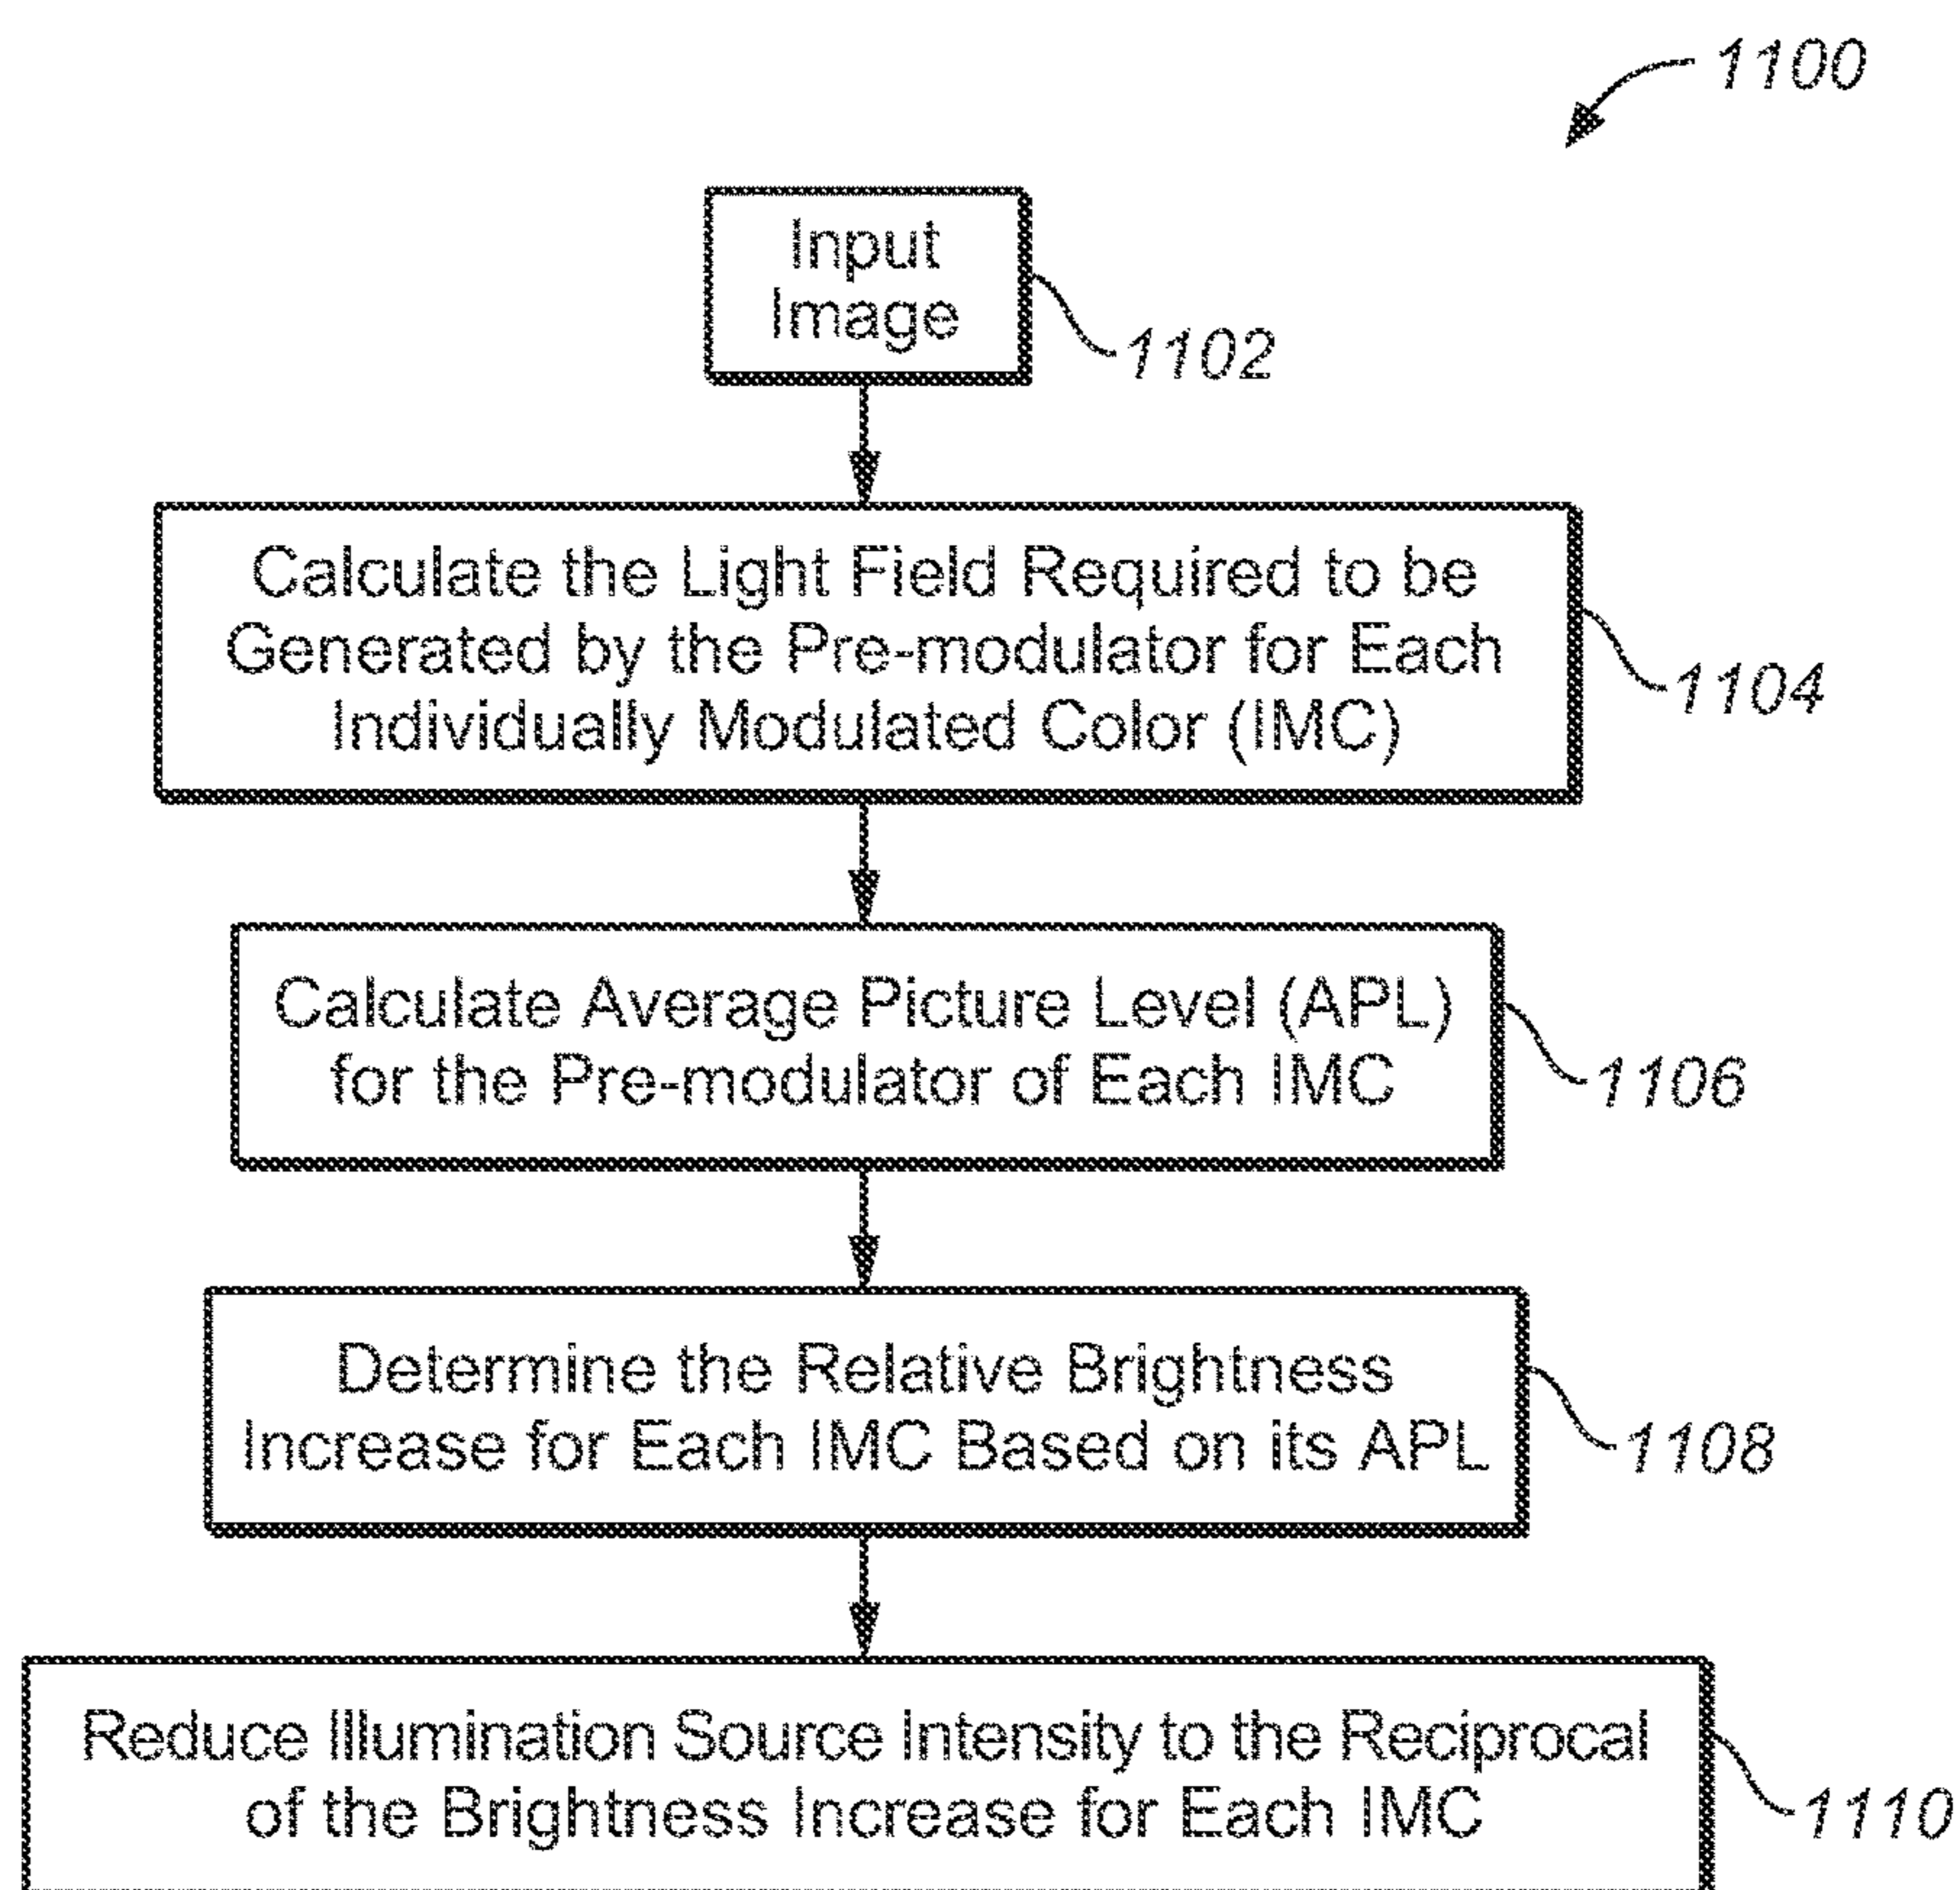 1100
Input
Image
1102
Calculate the Light Field Required to be
Generated by the Pre-modulator for Each
Individually Modulated Color (IMC)
1104
Calculate Average Picture Level (APL)
for the Pre-modulator of Each IMC
1106
Determine the Relative Brightness
Increase for Each IMC Based on its APL
1108
Reduce Illumination Source Intensity to the Reciprocal
of the Brightness Increase for Each IMC
1110